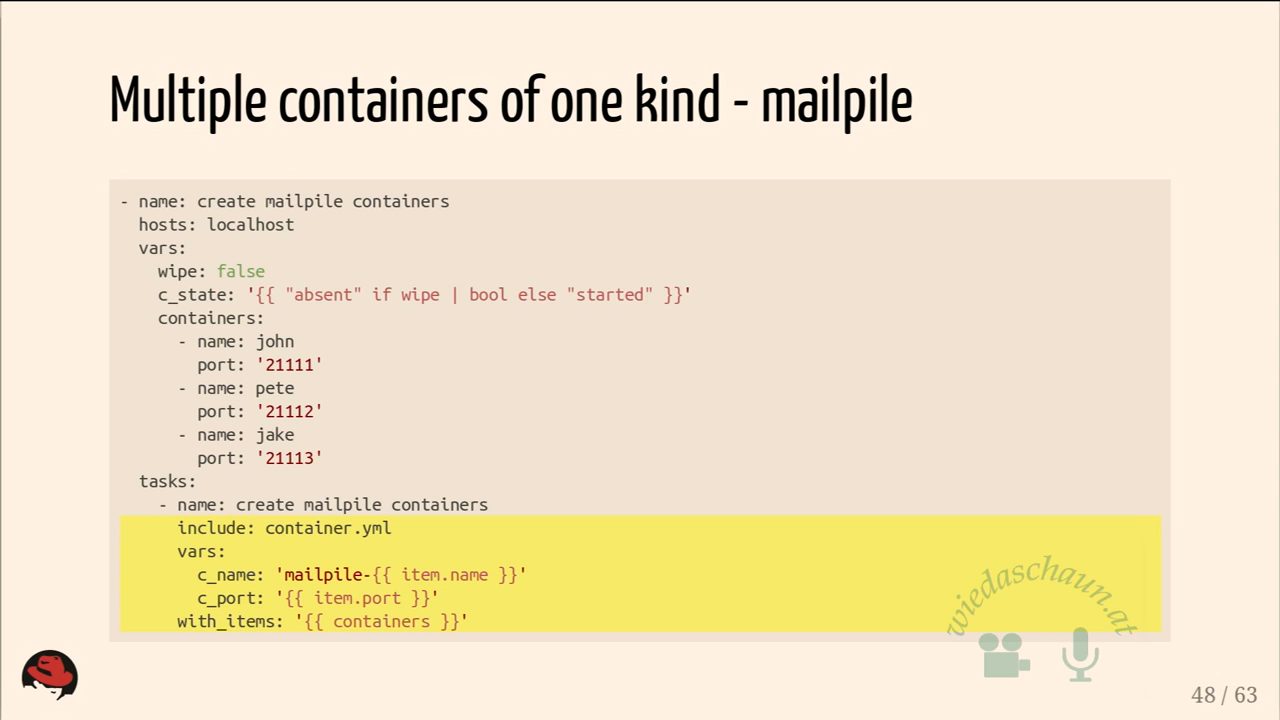 Multiple containers of one kind - mailpile
- name: create mailpile containers
  hosts: localhost
  vars:
    wipe: false
    c_state: '{{ "absent" if wipe | bool else "started" }}'
    containers:
      - name: john
        port: '21111'
      - name: pete
        port: '21112'
      - name: jake
        port: '21113'
  tasks:
    - name: create mailpile containers
      include: container.yml
      vars:
        c_name: 'mailpile-{{ item.name }}'
        c_port: '{{ item.port }}'
      with_items: '{{ containers }}'
wiedaschaun.at
48 / 63